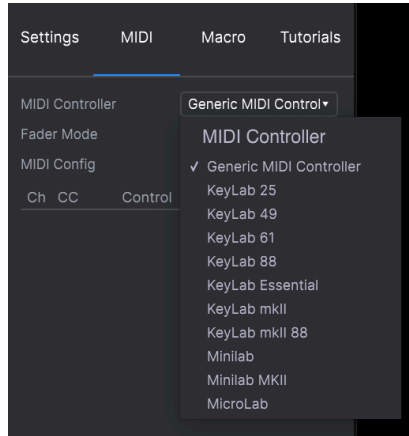 Settings MIDI Macro Tutorials
MIDI Controller Generic MIDI Control▾
Fader Mode
MIDI Config
Ch CC Control
MIDI Controller
✓ Generic MIDI Controller
KeyLab 25
KeyLab 49
KeyLab 61
KeyLab 88
KeyLab Essential
KeyLab mkII
KeyLab mkII 88
Minilab
Minilab MKII
MicroLab